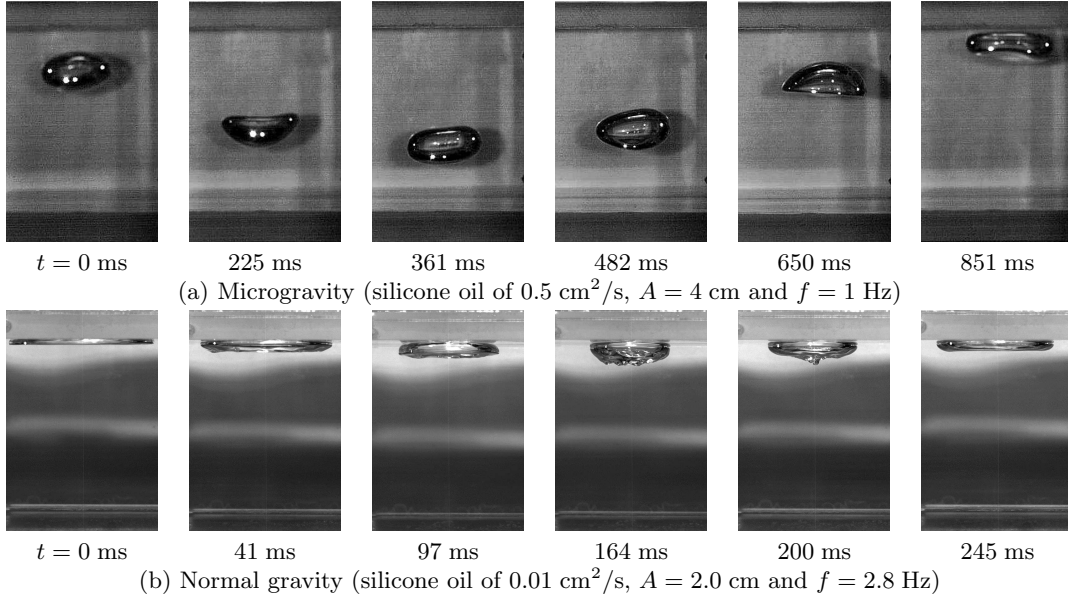 t = 0 ms 225 ms 361 ms 482 ms 650 ms 851 ms
(a) Microgravity (silicone oil of 0.5 cm²/s, A = 4 cm and f = 1 Hz)
t = 0 ms 41 ms 97 ms 164 ms 200 ms 245 ms
(b) Normal gravity (silicone oil of 0.01 cm²/s, A = 2.0 cm and f = 2.8 Hz)